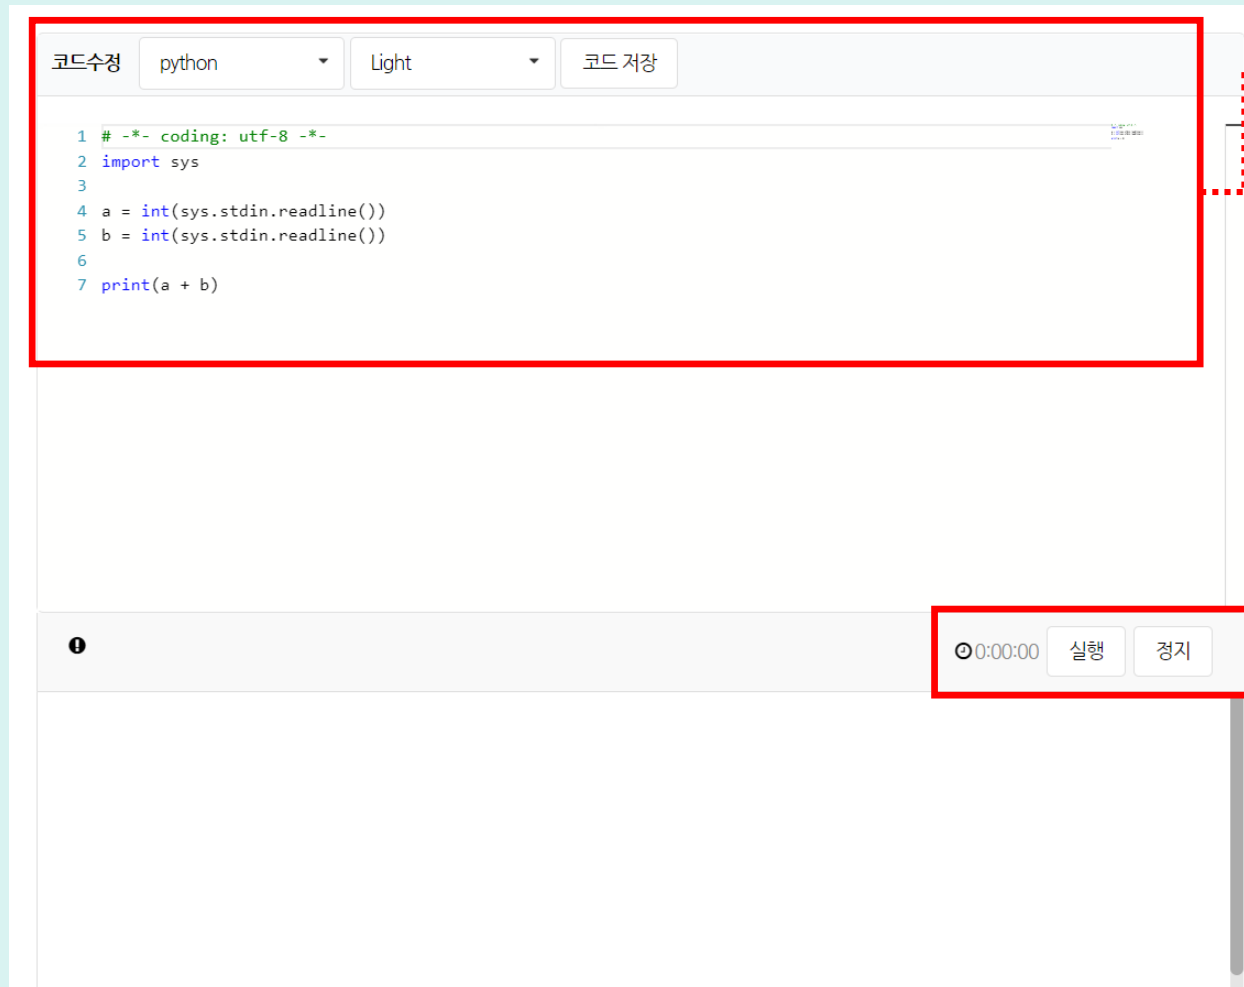 코드수정 python Light 코드 저장
1 # -*- coding: utf-8 -*-
2 import sys
3
4 a = int(sys.stdin.readline())
5 b = int(sys.stdin.readline())
6
7 print(a + b)
0:00:00 실행 정지